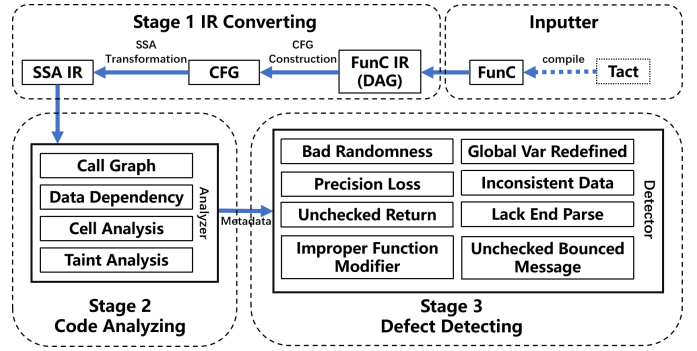 Stage 1 IR Converting
Inputter
SSA
Transformation
CFG
Construction
compile
SSA IR
CFG
FunC IR
(DAG)
FunC
Tact
Call Graph
Data Dependency
Cell Analysis
Taint Analysis
Analyzer
Stage 2
Code Analyzing
Metadata
Bad Randomness
Global Var Redefined
Precision Loss
Inconsistent Data
Unchecked Return
Lack End Parse
Improper Function
Modifier
Unchecked Bounced
Message
Detector
Stage 3
Defect Detecting